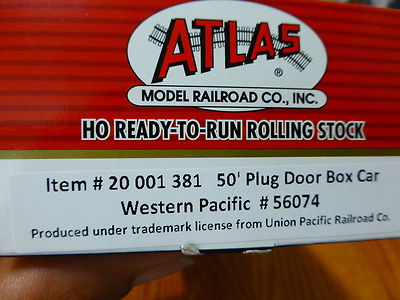 ATLAS
®
MODEL RAILROAD CO., INC.
HO READY-TO-RUN ROLLING STOCK
Item # 20 001 381 50' Plug Door Box Car
Western Pacific # 56074
Produced under trademark license from Union Pacific Railroad Co.